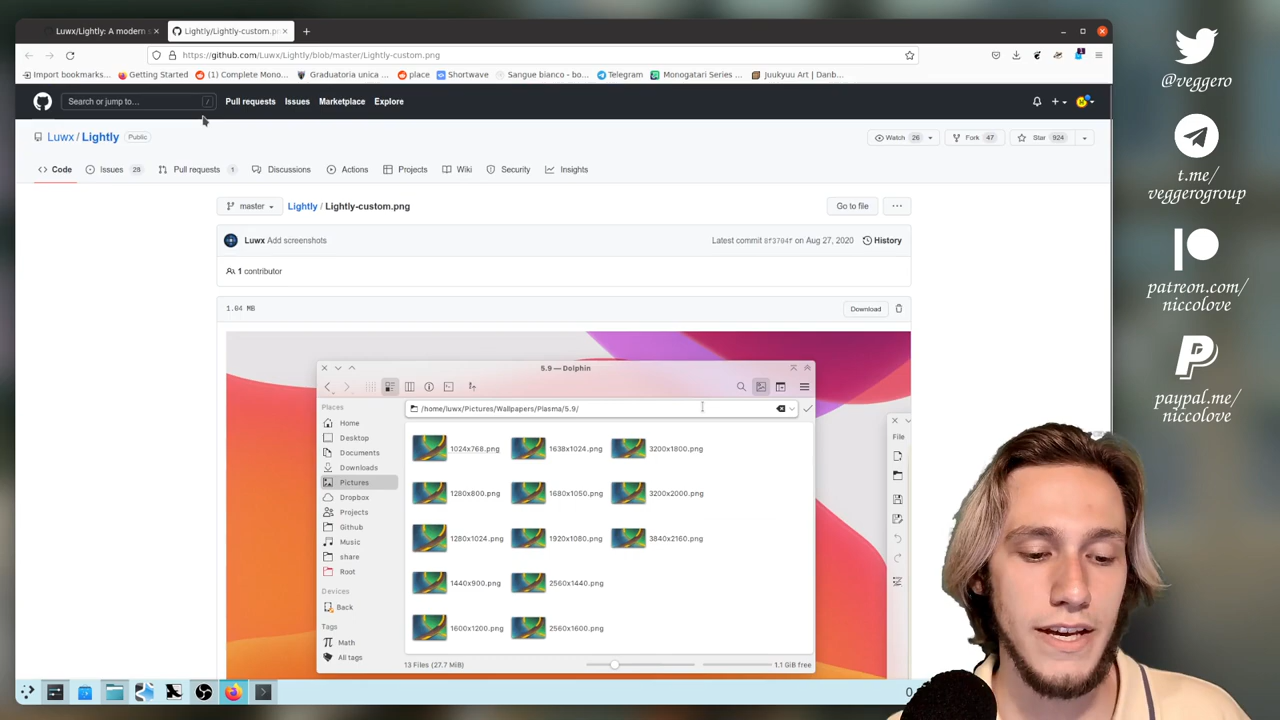 Luwx/Lightly: A modern s
Lightly/Lightly-custom.pn
https://github.com/Luwx/Lightly/blob/master/Lightly-custom.png
Import bookmarks...
Getting Started
(1) Complete Mono...
Graduatoria unica ...
place
Shortwave
Sangue bianco - bo...
Telegram
Monogatari Series ...
Juukyuu Art | Danb...
Search or jump to...
/
Pull requests
Issues
Marketplace
Explore
Luwx / Lightly
Public
Watch 26
Fork 47
Star 924
Code
Issues 28
Pull requests 1
Discussions
Actions
Projects
Wiki
Security
Insights
master
Lightly / Lightly-custom.png
Go to file
Luwx Add screenshots
Latest commit 8f3704f on Aug 27, 2020
History
1 contributor
1.04 MB
Download
5.9 — Dolphin
/home/luwx/Pictures/Wallpapers/Plasma/5.9/
Places
Home
Desktop
Documents
Downloads
Pictures
Dropbox
Projects
Github
Music
share
Root
Devices
Back
Tags
Math
All tags
1024x768.png
1638x1024.png
3200x1800.png
1280x800.png
1680x1050.png
3200x2000.png
1280x1024.png
1920x1080.png
3840x2160.png
1440x900.png
2560x1440.png
1600x1200.png
2560x1600.png
13 Files (27.7 MiB)
1.1 GiB free
File
@veggero
t.me/
veggerogroup
patreon.com/
niccolove
paypal.me/
niccolove